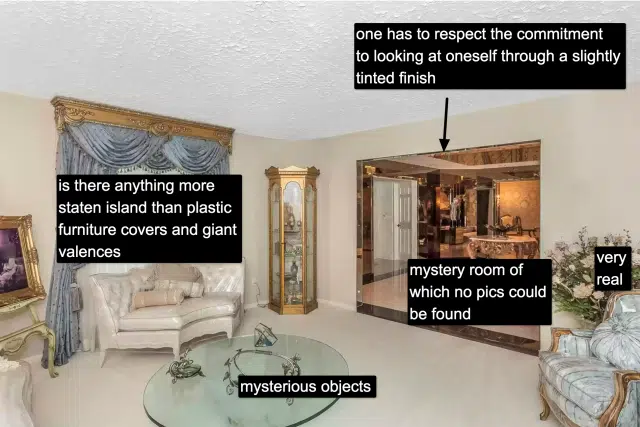 one has to respect the commitment
to looking at oneself through a slightly
tinted finish
is there anything more
staten island than plastic
furniture covers and giant
valences
mystery room of
which no pics could
be found
very
real
mysterious objects